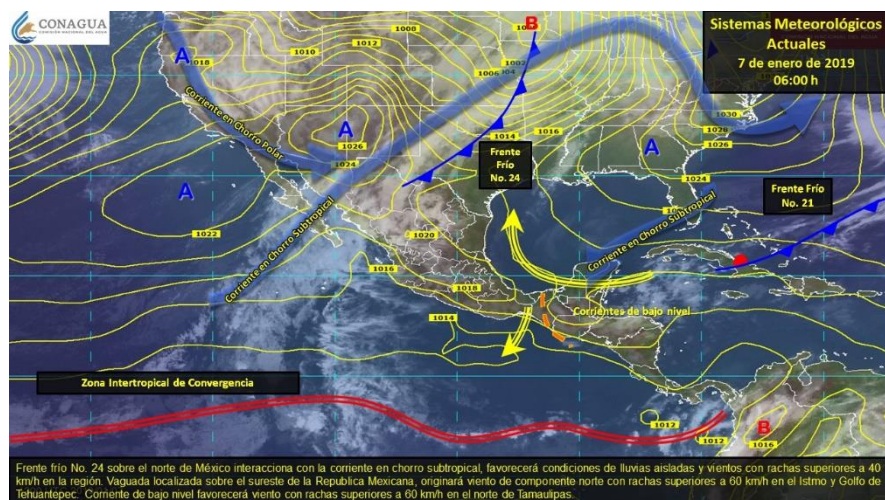 CONAGUA
COMISIÓN NACIONAL DEL AGUA
Sistemas Meteorológicos
Actuales
7 de enero de 2019
06:00 h
B
A
1018
1010
1012
1008
1002
1006
1004
1014
1016
1030
1028
1026
1024
A
1026
1024
A
Corriente en Chorro Polar
Frente
Frío
No. 24
A
1022
Frente Frío
No. 21
Corriente en Chorro Subtropical
Corriente en Chorro Subtropical
1020
1016
1018
1014
Corrientes de bajo nivel
Zona Intertropical de Convergencia
1012
1012
B
1016
Frente frío No. 24 sobre el norte de México interacciona con la corriente en chorro subtropical, favorecerá condiciones de lluvias aisladas y vientos con rachas superiores a 40
km/h en la región. Vaguada localizada sobre el sureste de la Republica Mexicana, originará viento de componente norte con rachas superiores a 60 km/h en el Istmo y Golfo de
Tehuantepec. Corriente de bajo nivel favorecerá viento con rachas superiores a 60 km/h en el norte de Tamaulipas.